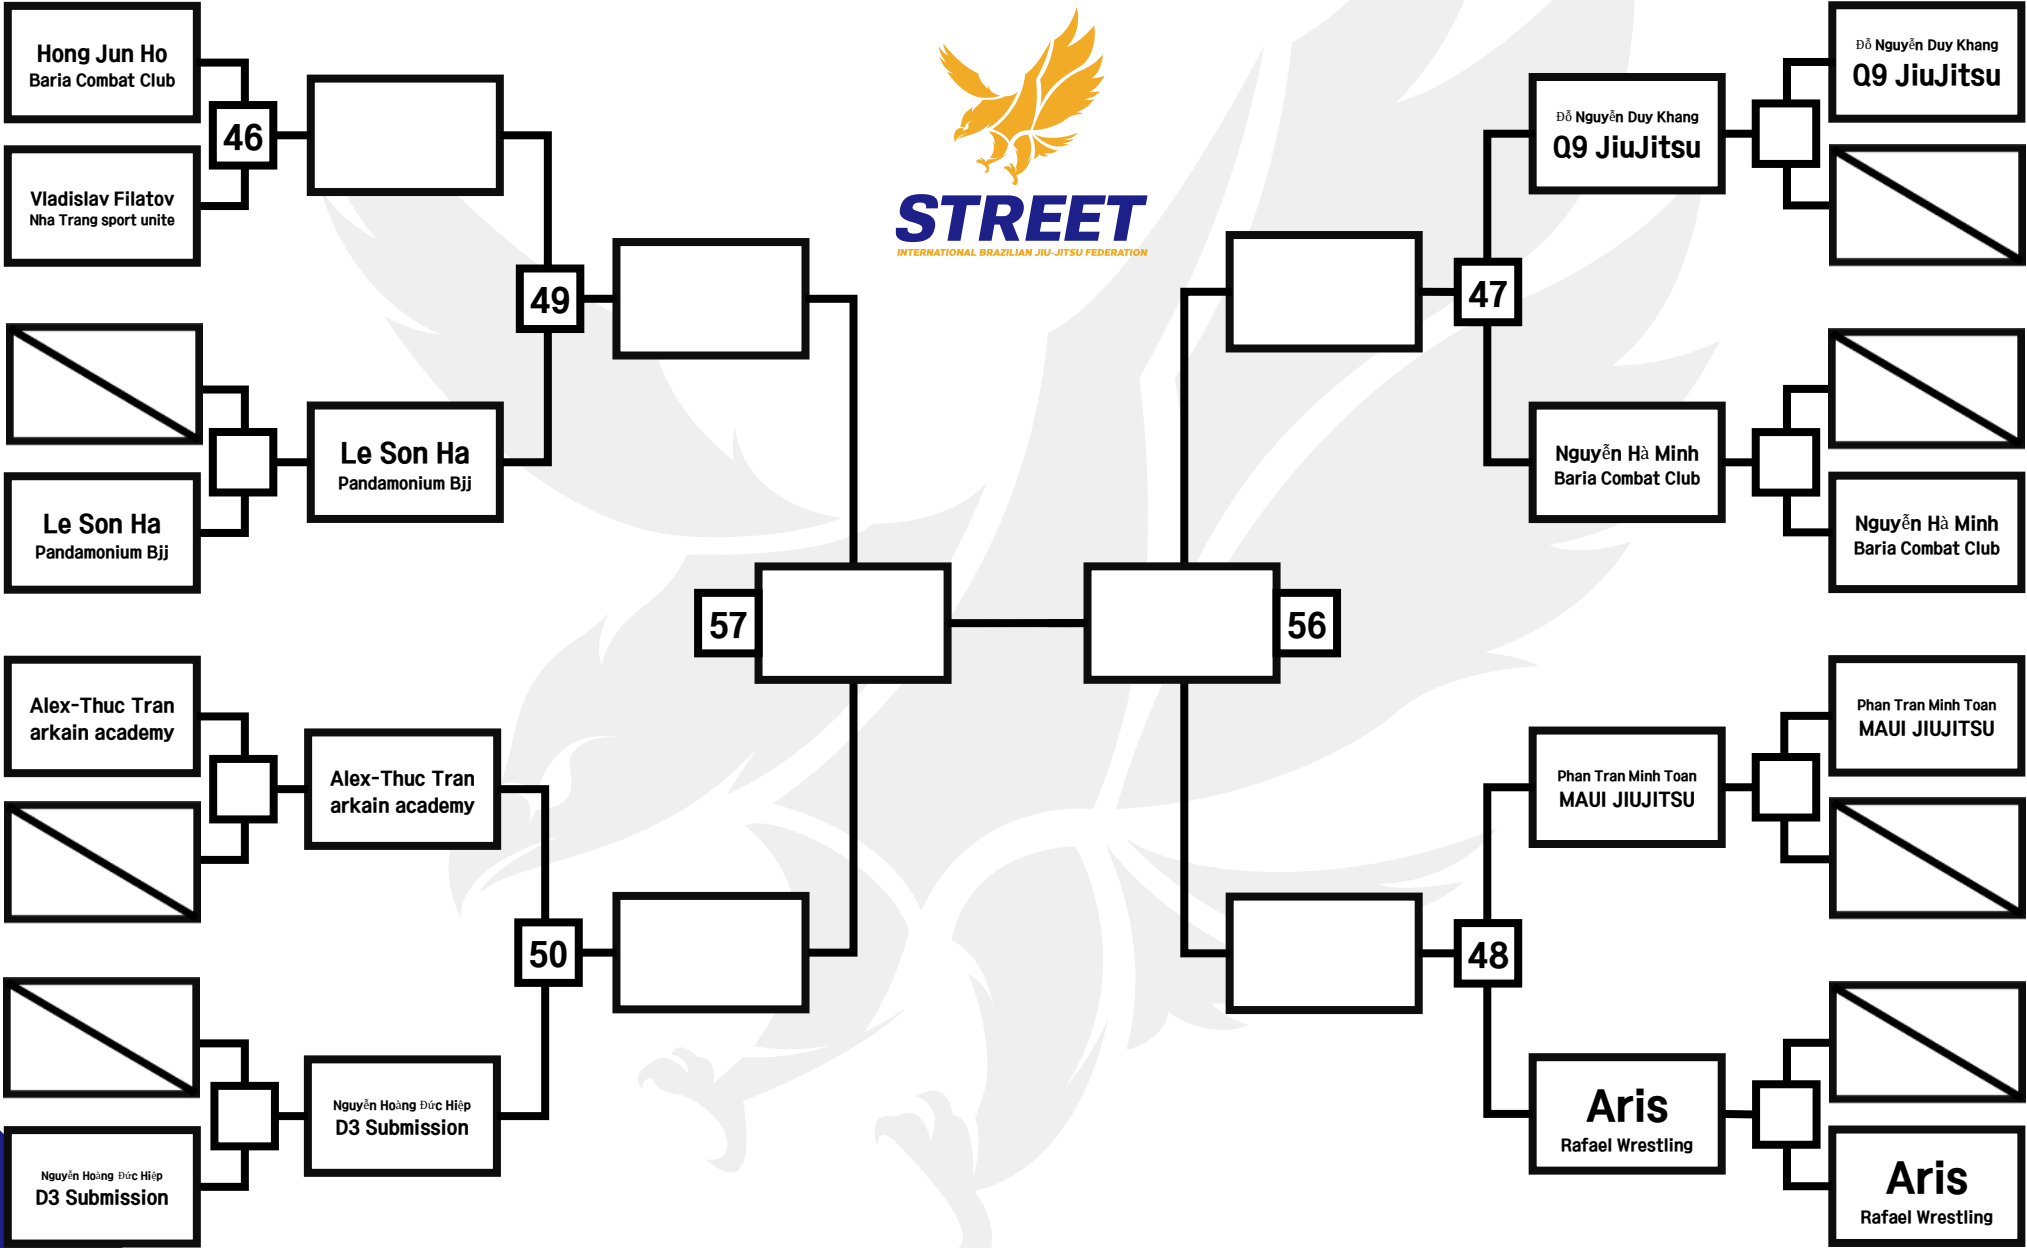 Hong Jun Ho
Baria Combat Club
46
Vladislav Filatov
Nha Trang sport unite
49
Le Son Ha
Pandamonium Bjj
Le Son Ha
Pandamonium Bjj
Alex-Thuc Tran
arkain academy
Alex-Thuc Tran
arkain academy
50
Nguyễn Hoàng Đức Hiệp
D3 Submission
Nguyễn Hoàng Đức Hiệp
D3 Submission
57
STREET
INTERNATIONAL BRAZILIAN JIU-JITSU FEDERATION
56
Đỗ Nguyễn Duy Khang
Q9 JiuJitsu
Đỗ Nguyễn Duy Khang
Q9 JiuJitsu
47
Nguyễn Hà Minh
Baria Combat Club
Nguyễn Hà Minh
Baria Combat Club
Phan Tran Minh Toan
MAUI JIUJITSU
Phan Tran Minh Toan
MAUI JIUJITSU
48
Aris
Rafael Wrestling
Aris
Rafael Wrestling